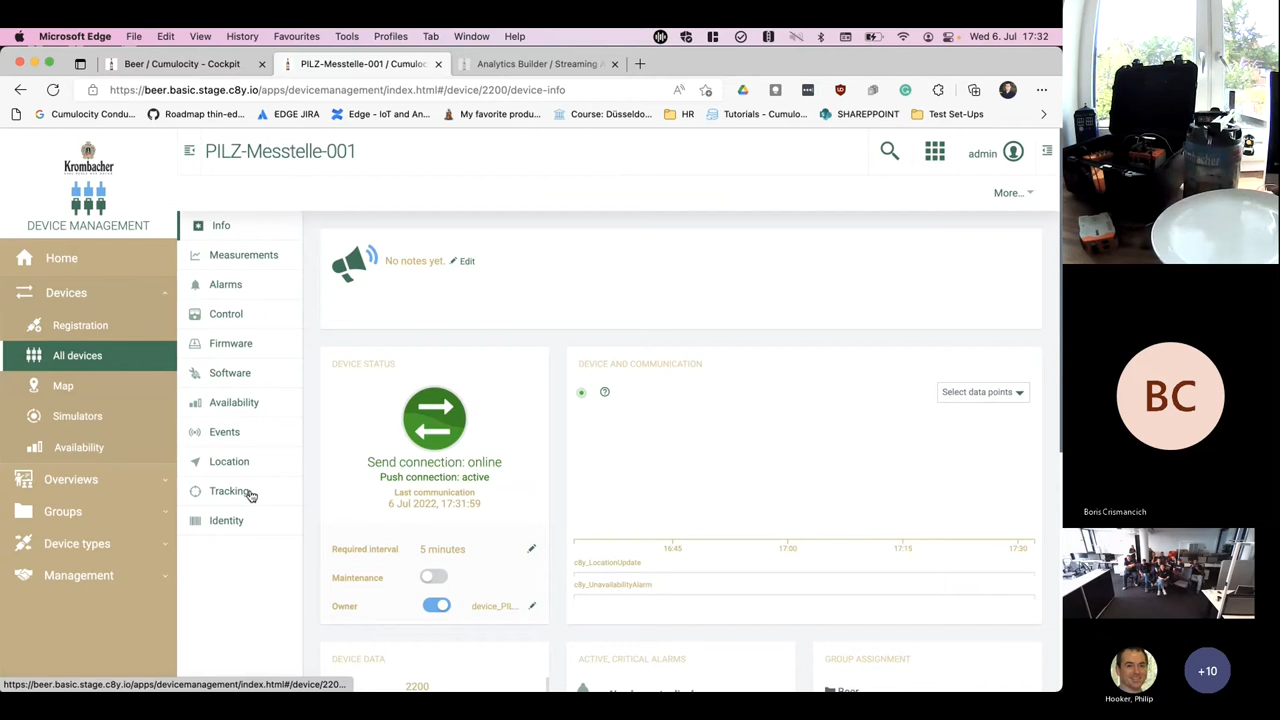 Microsoft Edge File Edit View History Favourites Tools Profiles Tab Window Help Wed 6. Jul 17:32
Beer / Cumulocity - Cockpit
PILZ-Messtelle-001 / Cumuloc
Analytics Builder / Streaming A
https://beer.basic.stage.c8y.io/apps/devicemanagement/index.html#/device/2200/device-info
Cumulocity Condu...
Roadmap thin-ed...
EDGE JIRA
Edge - IoT and An...
My favorite produ...
Course: Düsseldo...
HR
Tutorials - Cumulo...
SHAREPPOINT
Test Set-Ups
Krombacher
DEVICE MANAGEMENT
PILZ-Messtelle-001
admin
More...
Home
Devices
Registration
All devices
Map
Simulators
Availability
Overviews
Groups
Device types
Management
Info
Measurements
Alarms
Control
Firmware
Software
Availability
Events
Location
Tracking
Identity
No notes yet. Edit
DEVICE STATUS
Send connection: online
Push connection: active
Last communication
6 Jul 2022, 17:31:59
Required interval 5 minutes
Maintenance
Owner device_PIL...
DEVICE AND COMMUNICATION
Select data points
16:45 17:00 17:15 17:30
c8y_LocationUpdate
c8y_UnavailabilityAlarm
DEVICE DATA
2200
ACTIVE, CRITICAL ALARMS
GROUP ASSIGNMENT
Beer
https://beer.basic.stage.c8y.io/apps/devicemanagement/index.html#/device/220...
BC
Boris Crismancich
Hooker, Philip
+10